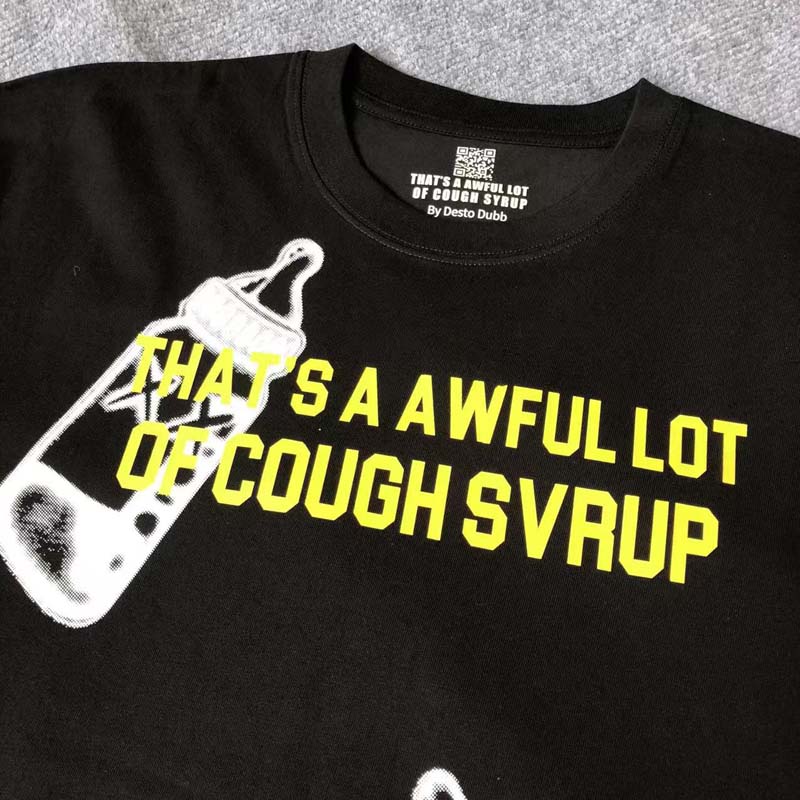 THAT'S A AWFUL LOT
OF COUGH SYRUP
By Desto Dubb
THAT'S A AWFUL LOT
OF COUGH SVRUP